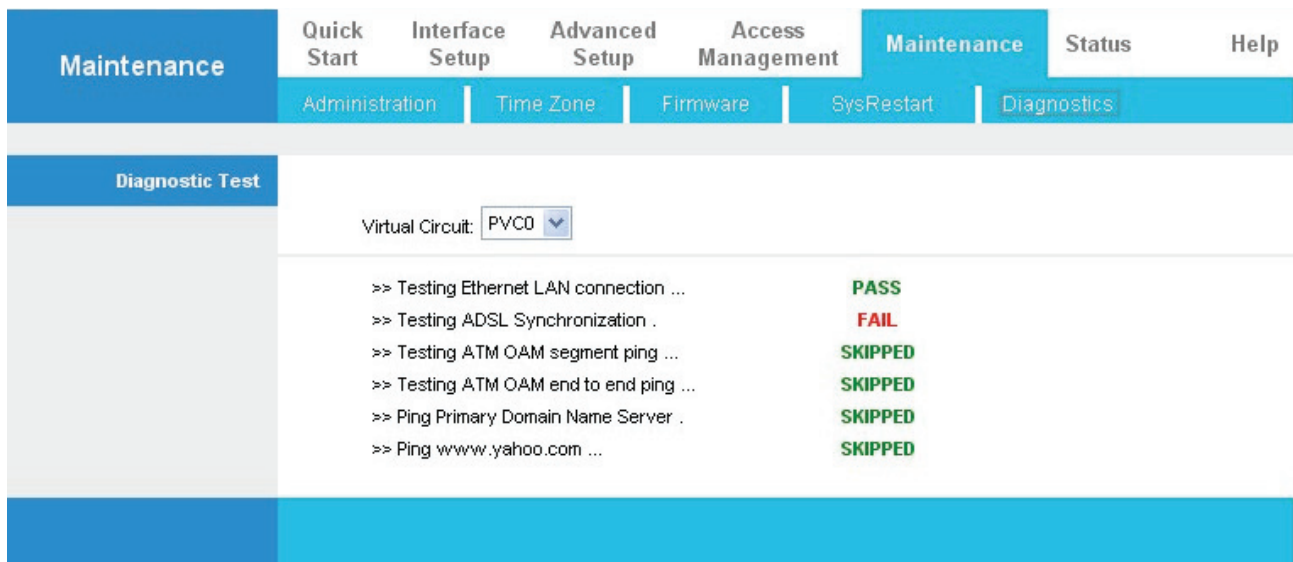 Maintenance
Quick Start
Interface Setup
Advanced Setup
Access Management
Maintenance
Status
Help
Administration
Time Zone
Firmware
SysRestart
Diagnostics
Diagnostic Test
Virtual Circuit: PVC0
>> Testing Ethernet LAN connection ... PASS
>> Testing ADSL Synchronization . FAIL
>> Testing ATM OAM segment ping ... SKIPPED
>> Testing ATM OAM end to end ping ... SKIPPED
>> Ping Primary Domain Name Server . SKIPPED
>> Ping www.yahoo.com ... SKIPPED